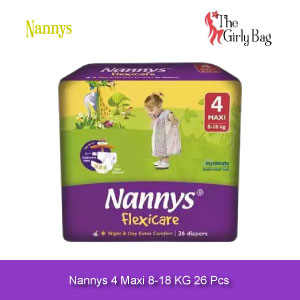 Nannys
The
Girly Bag
4
MAXI
8-18 kg
Nannys®
flexicare
Night & Day Extra Comfort
26 diapers
Nannys 4 Maxi 8-18 KG 26 Pcs